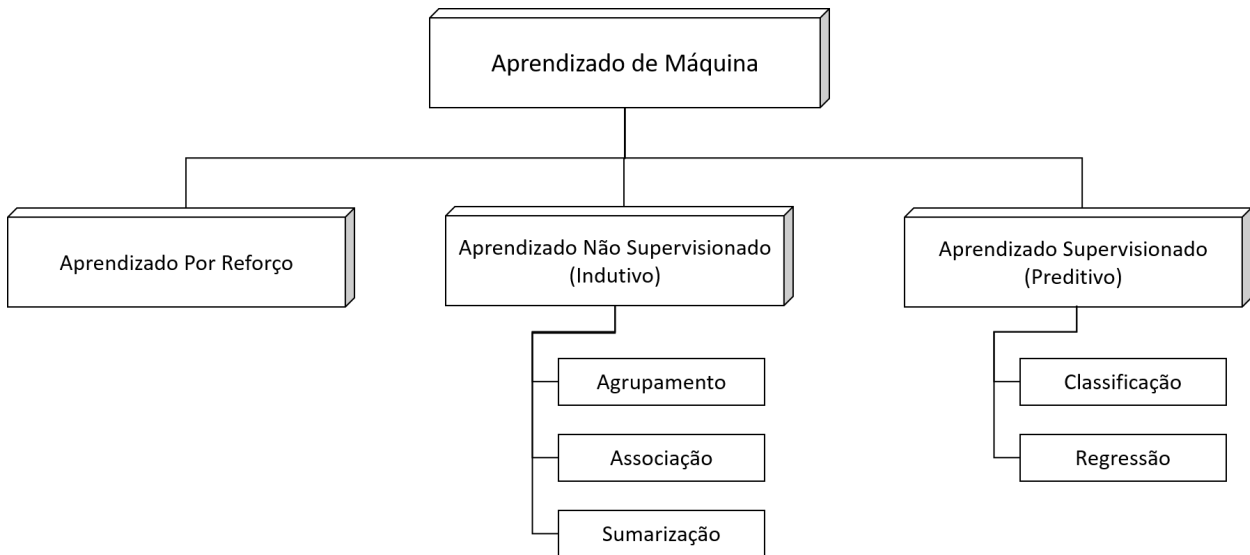 Aprendizado de Máquina
Aprendizado Por Reforço
Aprendizado Não Supervisionado
(Indutivo)
Agrupamento
Associação
Sumarização
Aprendizado Supervisionado
(Preditivo)
Classificação
Regressão